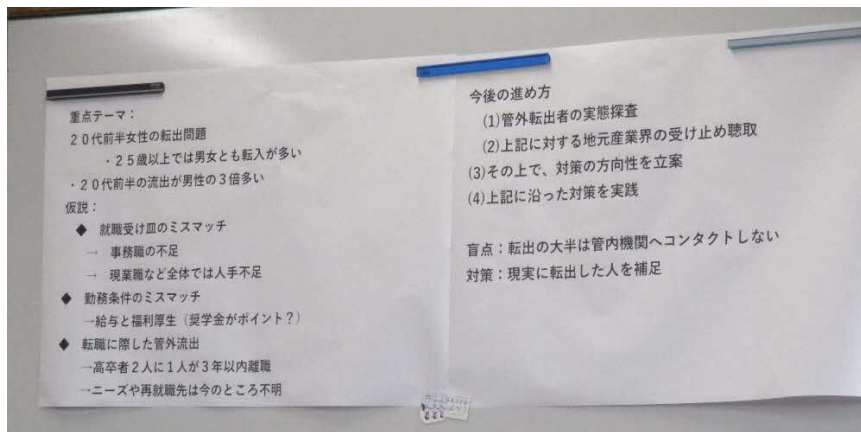 重点テーマ：
２０代前半女性の転出問題
・２５歳以上では男女とも転入が多い
・２０代前半の流出が男性の３倍多い
仮説：
◆ 就職受け皿のミスマッチ
→ 事務職の不足
→ 現業職など全体では人手不足
◆ 勤務条件のミスマッチ
→給与と福利厚生（奨学金がポイント？）
◆ 転職に際した管外流出
→高卒者２人に１人が３年以内離職
→ニーズや再就職先は今のところ不明
今後の進め方
(1)管外転出者の実態探査
(2)上記に対する地元産業界の受け止め聴取
(3)その上で、対策の方向性を立案
(4)上記に沿った対策を実践
盲点：転出の大半は管内機関へコンタクトしない
対策：現実に転出した人を補足